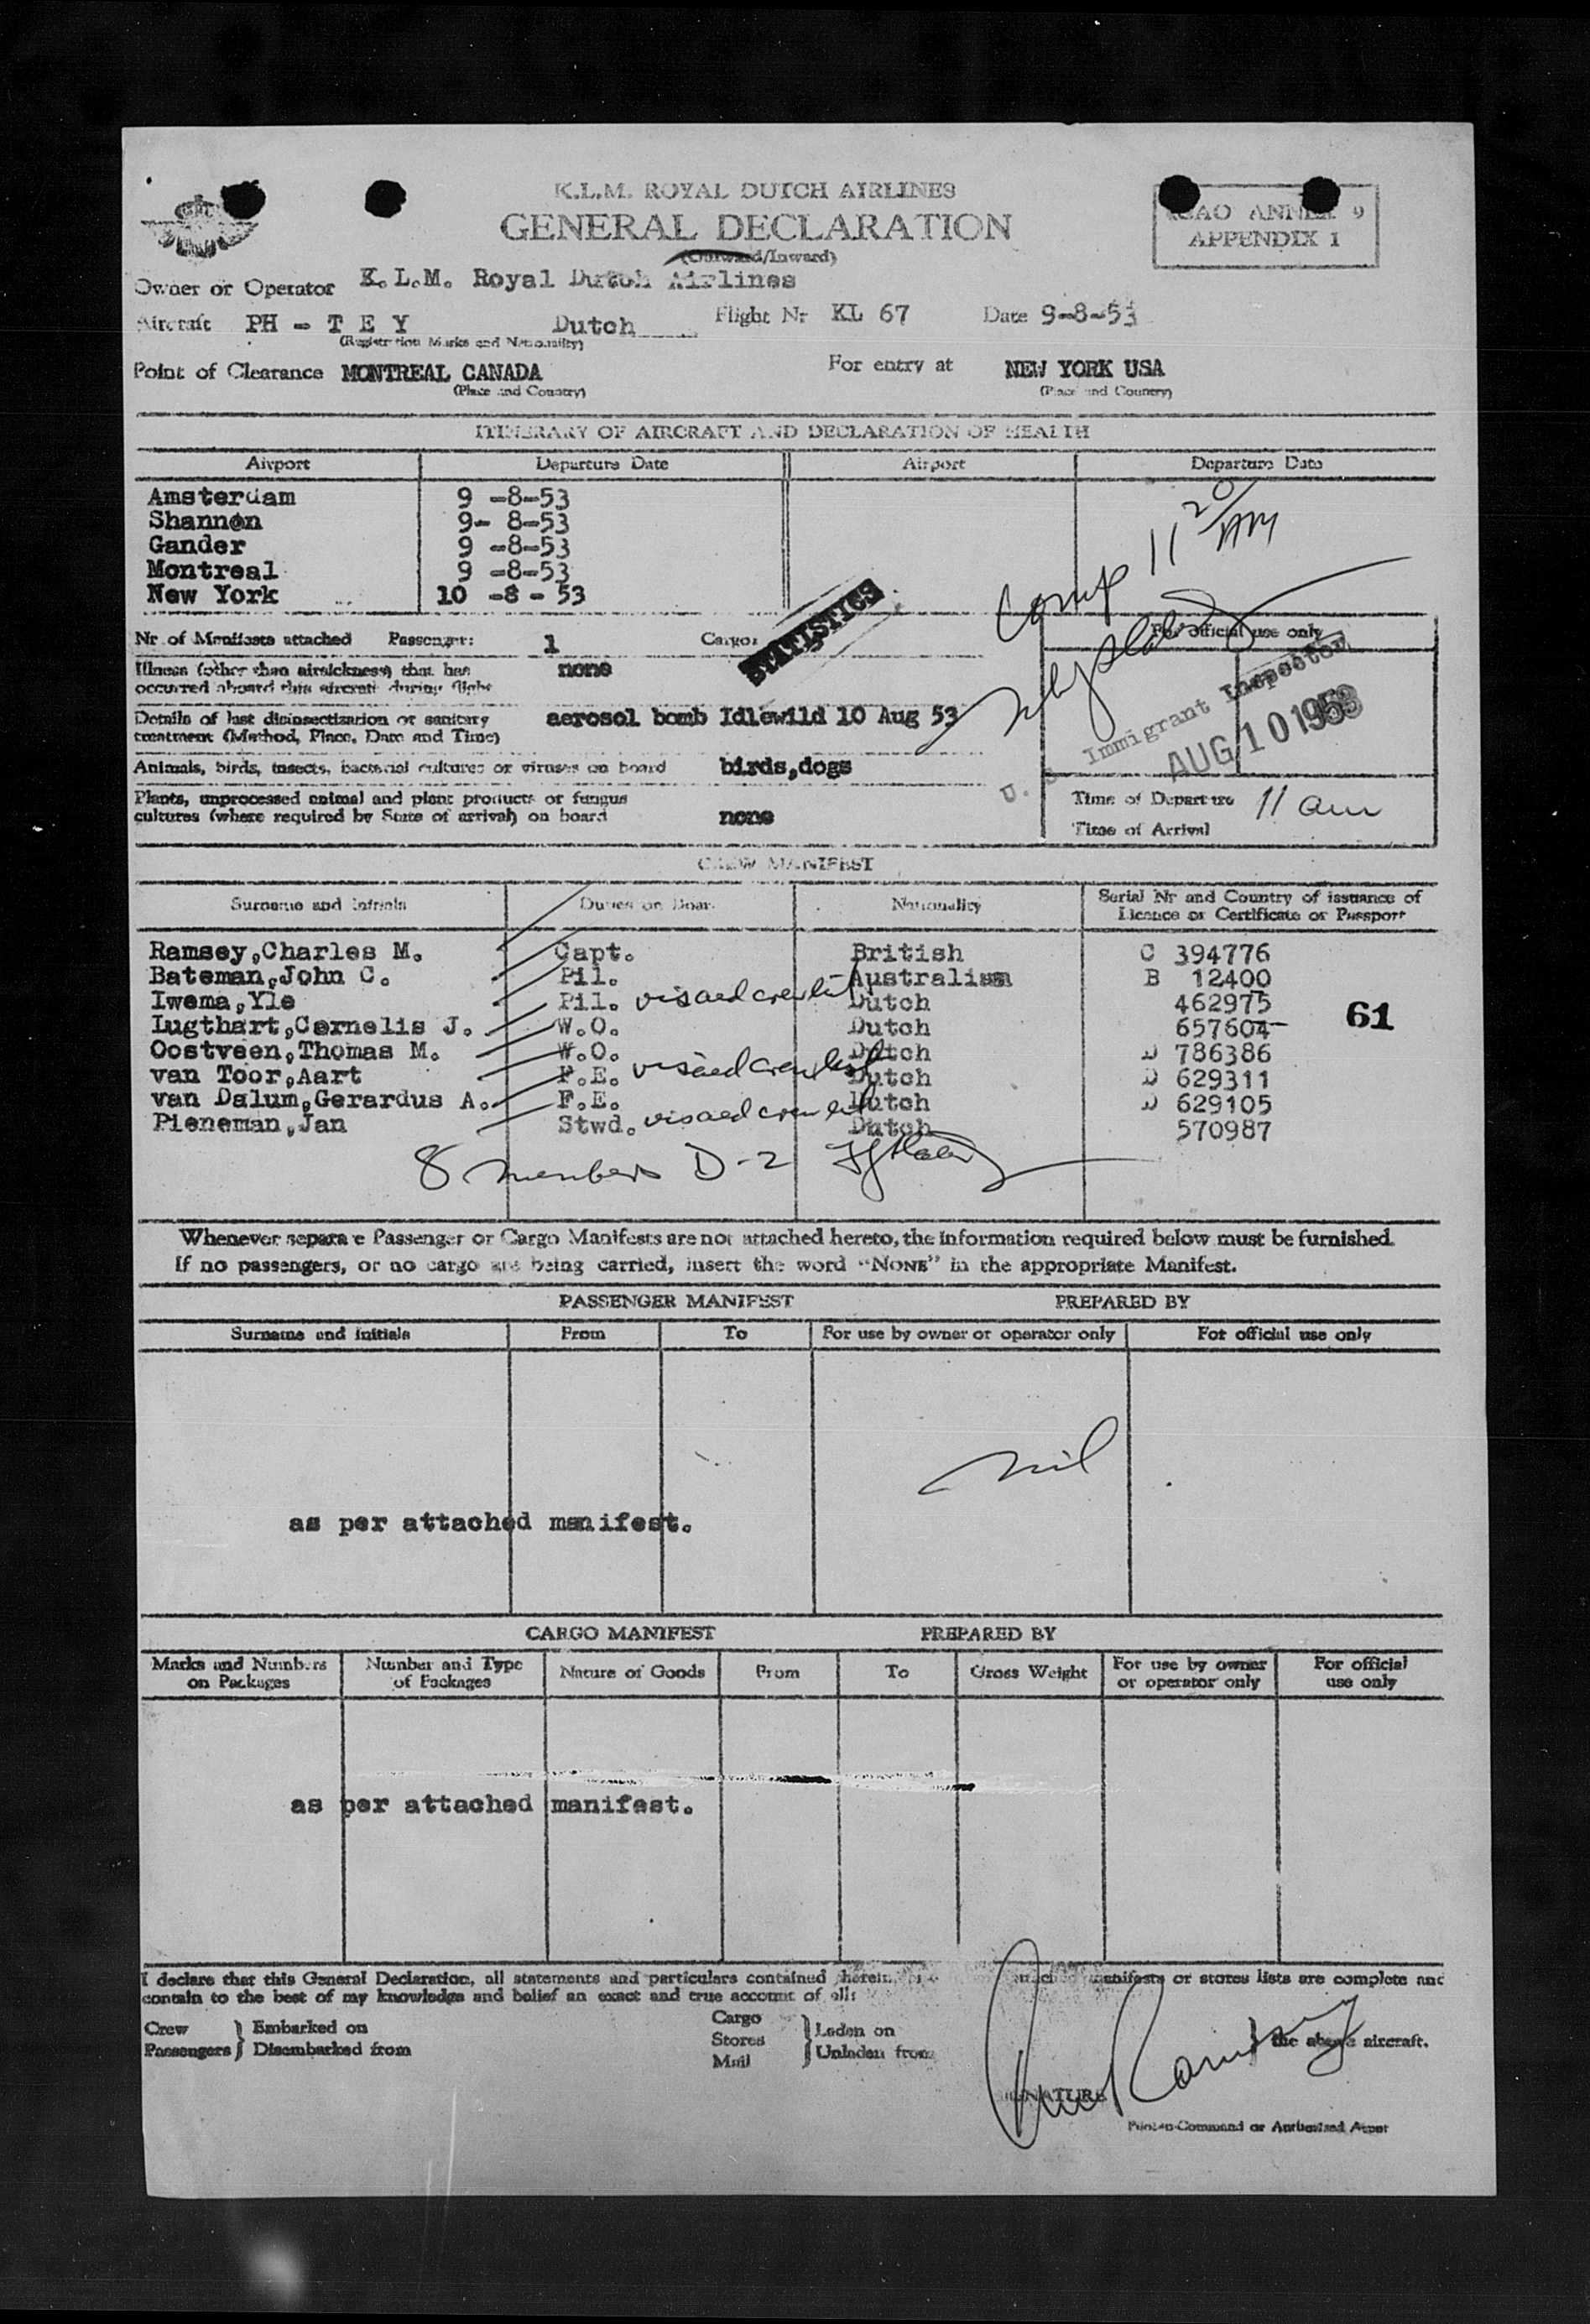 K.L.M. ROYAL DUTCH AIRLINES
GENERAL DECLARATION
(Outward/Inward)
ICAO ANNEX 9
APPENDIX 1
Owner or Operator K.L.M. Royal Dutch Airlines
Aircraft PH - T E Y Dutch Flight Nr KL 67 Date 9-8-53
(Registration Marks and Nationality)
Point of Clearance MONTREAL CANADA For entry at NEW YORK USA
(Place and Country) (Place and Country)
ITINERARY OF AIRCRAFT AND DECLARATION OF HEALTH
Airport Departure Date Airport Departure Date
Amsterdam 9 -8-53
Shannon 9- 8-53
Gander 9 -8-53
Montreal 9 -8-53
New York 10 -8 - 53
Comp 11 20 AM
Nr of Manifests attached Passenger: 1 Cargo:
STATISTICS
For official use only
Illness (other than airsickness) that has none
occurred aboard this aircraft during flight
Details of last disinsectization or sanitary aerosol bomb Idlewild 10 Aug 53
treatment (Method, Place, Date and Time)
U. S Immigrant Inspector
AUG 10 1953
Animals, birds, insects, bacterial cultures or viruses on board birds,dogs
Plants, unprocessed animal and plant products or fungus
cultures (where required by State of arrival) on board none
Time of Departure 11 am
Time of Arrival
CREW MANIFEST
Surname and Initials Duties on Board Nationality Serial Nr and Country of issuance of
Licence or Certificate or Passport
Ramsey,Charles M. Capt. British C 394776
Bateman,John C. Pil. Australian B 12400
Iwema,Yle Pil. visaed crew list Dutch 462975
Lugthart,Cornelis J. W.O. Dutch 657604
61
Oostveen,Thomas M. W.O. Dutch D 786386
van Toor,Aart F.E. visaed crew list Dutch D 629311
van Dalum,Gerardus A. F.E. Dutch D 629105
Pieneman,Jan Stwd. visaed crew list Dutch 570987
8 members D-2
Whenever separate Passenger or Cargo Manifests are not attached hereto, the information required below must be furnished.
If no passengers, or no cargo are being carried, insert the word "NONE" in the appropriate Manifest.
PASSENGER MANIFEST PREPARED BY
Surname and initials From To For use by owner or operator only For official use only
nil
as per attached manifest.
CARGO MANIFEST PREPARED BY
Marks and Numbers on Packages Number and Type of Packages Nature of Goods From To Gross Weight For use by owner or operator only For official use only
as per attached manifest.
I declare that this General Declaration, all statements and particulars contained herein, manifests or stores lists are complete and
contain to the best of my knowledge and belief an exact and true account of all:
Crew Embarked on Cargo Laden on
Passengers Disembarked from Stores Unladen from the above aircraft.
Mail
SIGNATURE
Ramsey
Pilot-in-Command or Authorized Agent